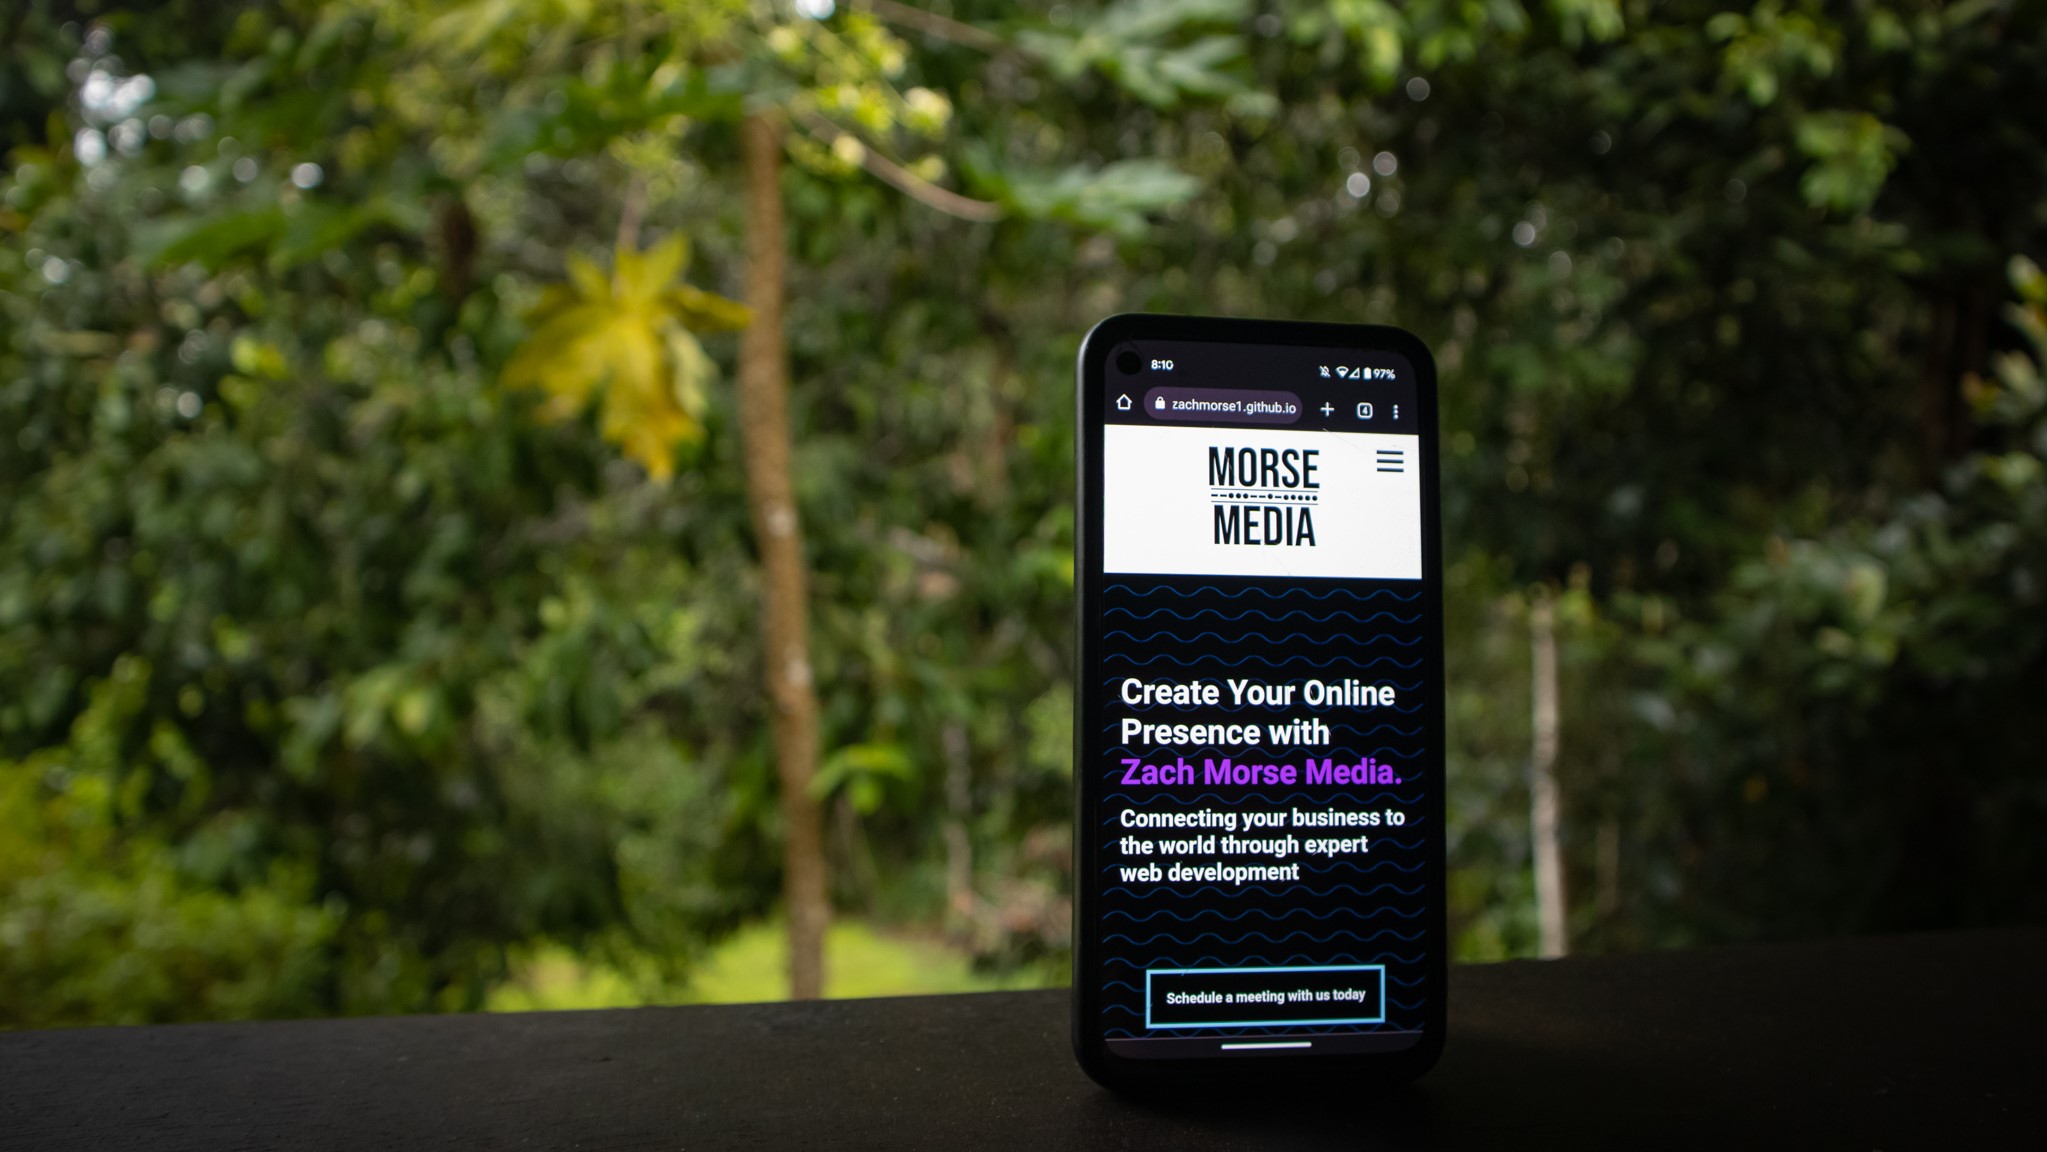 8:10
97%
zachmorse1.github.io
4
MORSE
MEDIA
Create Your Online
Presence with
Zach Morse Media.
Connecting your business to
the world through expert
web development
Schedule a meeting with us today